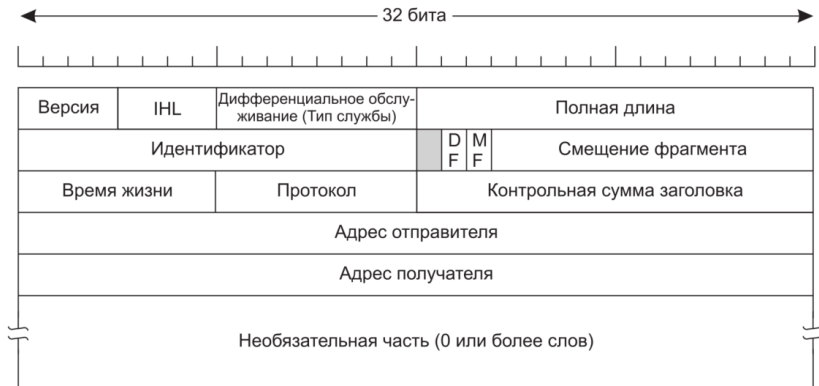 32 бита
Версия IHL Дифференциальное обслу-
живание (Тип службы) Полная длина
Идентификатор D
F M
F Смещение фрагмента
Время жизни Протокол Контрольная сумма заголовка
Адрес отправителя
Адрес получателя
Необязательная часть (0 или более слов)